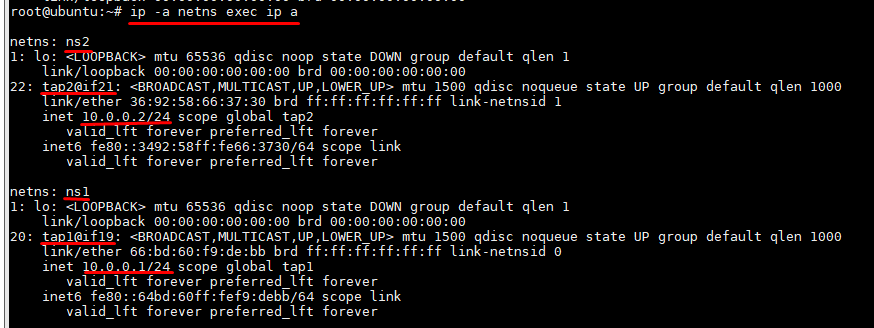 root@ubuntu:~# ip -a netns exec ip a
netns: ns2
1: lo: <LOOPBACK> mtu 65536 qdisc noop state DOWN group default qlen 1
link/loopback 00:00:00:00:00:00 brd 00:00:00:00:00:00
22: tap2@if21: <BROADCAST,MULTICAST,UP,LOWER_UP> mtu 1500 qdisc noqueue state UP group default qlen 1000
link/ether 36:92:58:66:37:30 brd ff:ff:ff:ff:ff:ff link-netnsid 1
inet 10.0.0.2/24 scope global tap2
valid_lft forever preferred_lft forever
inet6 fe80::3492:58ff:fe66:3730/64 scope link
valid_lft forever preferred_lft forever
netns: ns1
1: lo: <LOOPBACK> mtu 65536 qdisc noop state DOWN group default qlen 1
link/loopback 00:00:00:00:00:00 brd 00:00:00:00:00:00
20: tap1@if19: <BROADCAST,MULTICAST,UP,LOWER_UP> mtu 1500 qdisc noqueue state UP group default qlen 1000
link/ether 66:bd:60:f9:de:bb brd ff:ff:ff:ff:ff:ff link-netnsid 0
inet 10.0.0.1/24 scope global tap1
valid_lft forever preferred_lft forever
inet6 fe80::64bd:60ff:fef9:debb/64 scope link
valid_lft forever preferred_lft forever